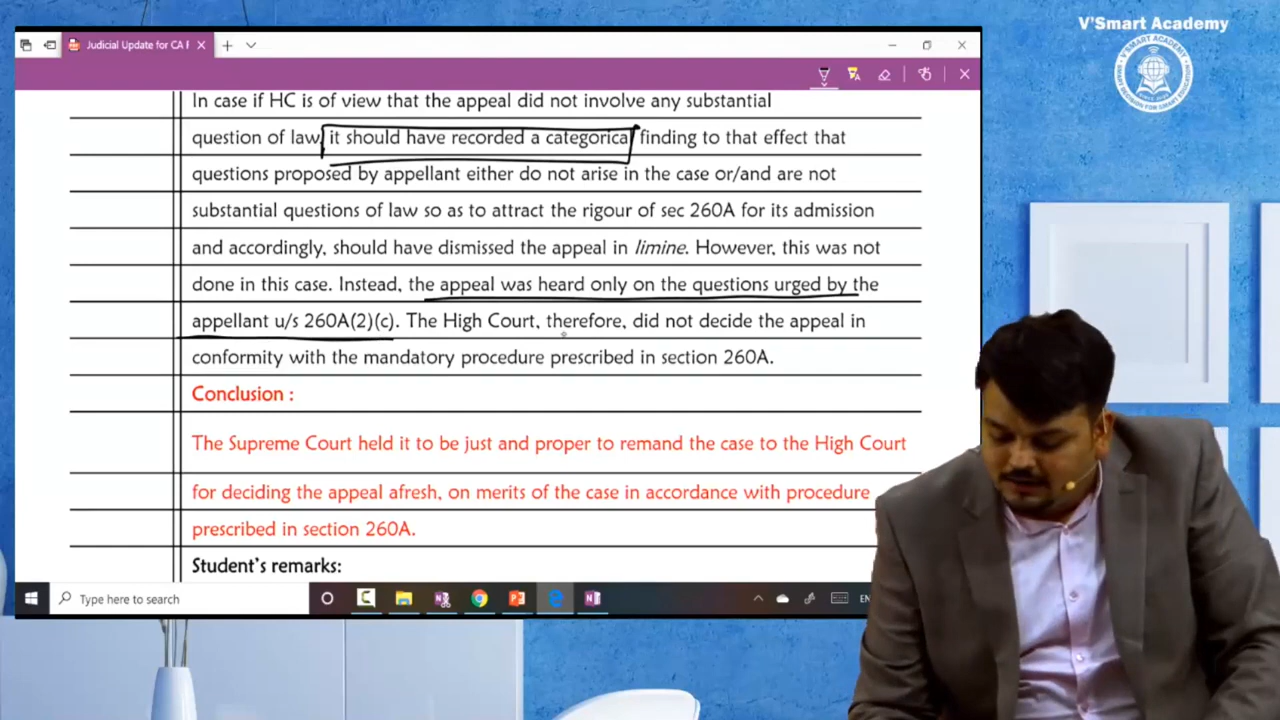 V'Smart Academy
V'SMART ACADEMY
Judicial Update for CA F
In case if HC is of view that the appeal did not involve any substantial
question of law, it should have recorded a categorical finding to that effect that
questions proposed by appellant either do not arise in the case or/and are not
substantial questions of law so as to attract the rigour of sec 260A for its admission
and accordingly, should have dismissed the appeal in limine. However, this was not
done in this case. Instead, the appeal was heard only on the questions urged by the
appellant u/s 260A(2)(c). The High Court, therefore, did not decide the appeal in
conformity with the mandatory procedure prescribed in section 260A.
Conclusion :
The Supreme Court held it to be just and proper to remand the case to the High Court
for deciding the appeal afresh, on merits of the case in accordance with procedure
prescribed in section 260A.
Student's remarks:
Type here to search
EN